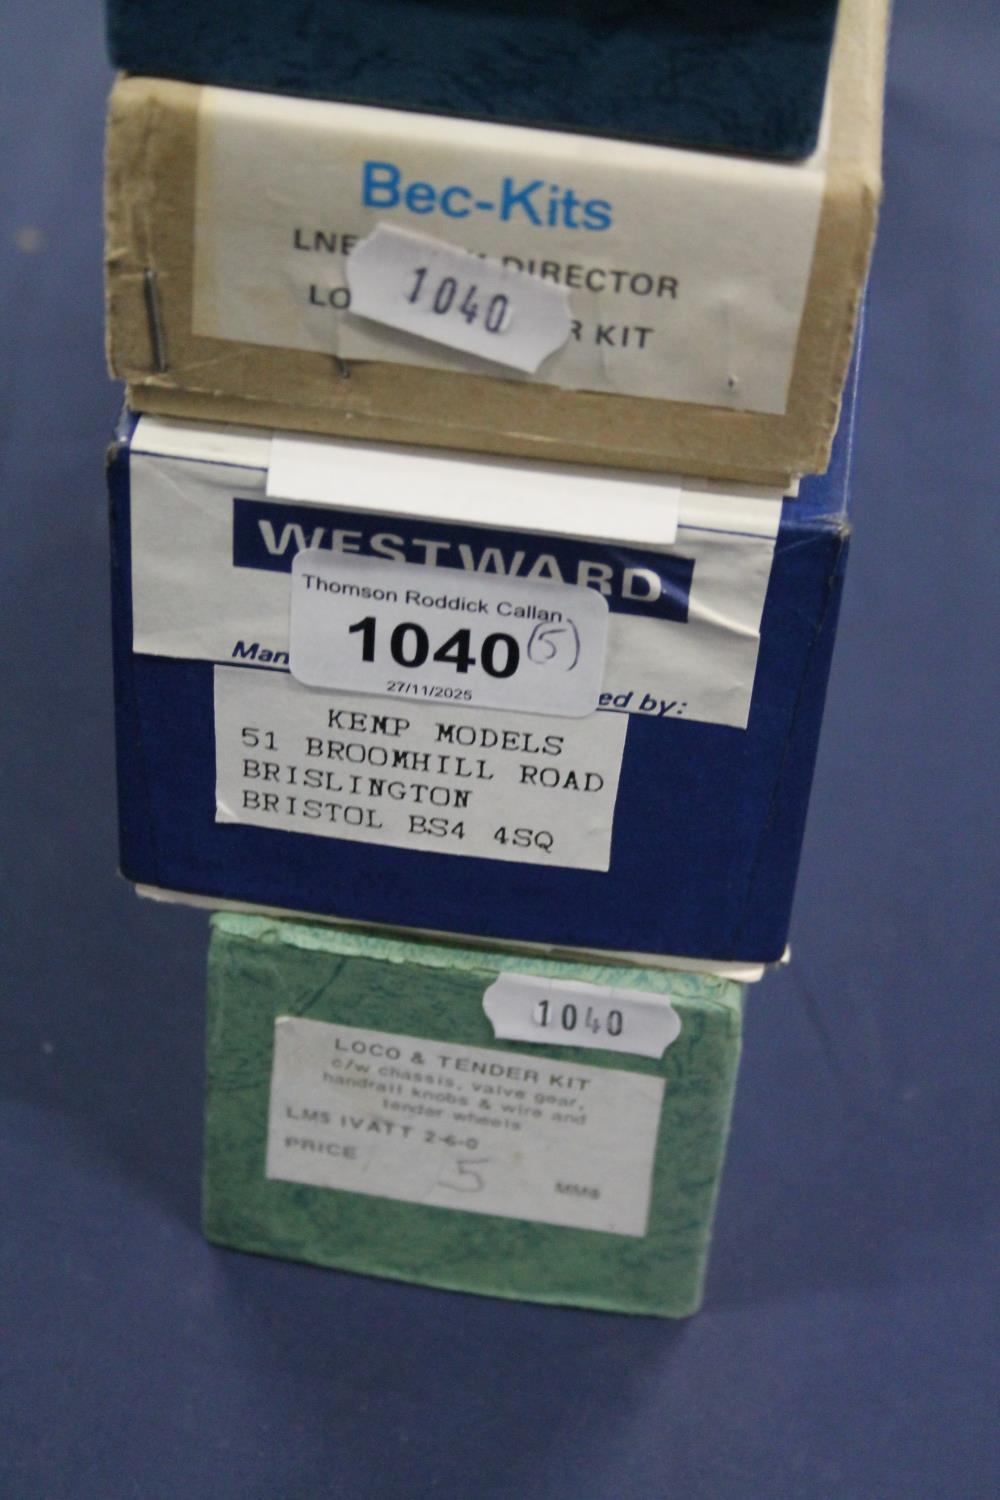 Bec-Kits
LNE DIRECTOR
LO R KIT
1040
WESTWARD
Thomson Roddick Callan
1040 (5)
27/11/2025
Man ed by:
KEMP MODELS
51 BROOMHILL ROAD
BRISLINGTON
BRISTOL BS4 4SQ
1040
LOCO & TENDER KIT
c/w chassis, valve gear,
handrail knobs & wire and
tender wheels
LMS IVATT 2-6-0
PRICE 5 MM8